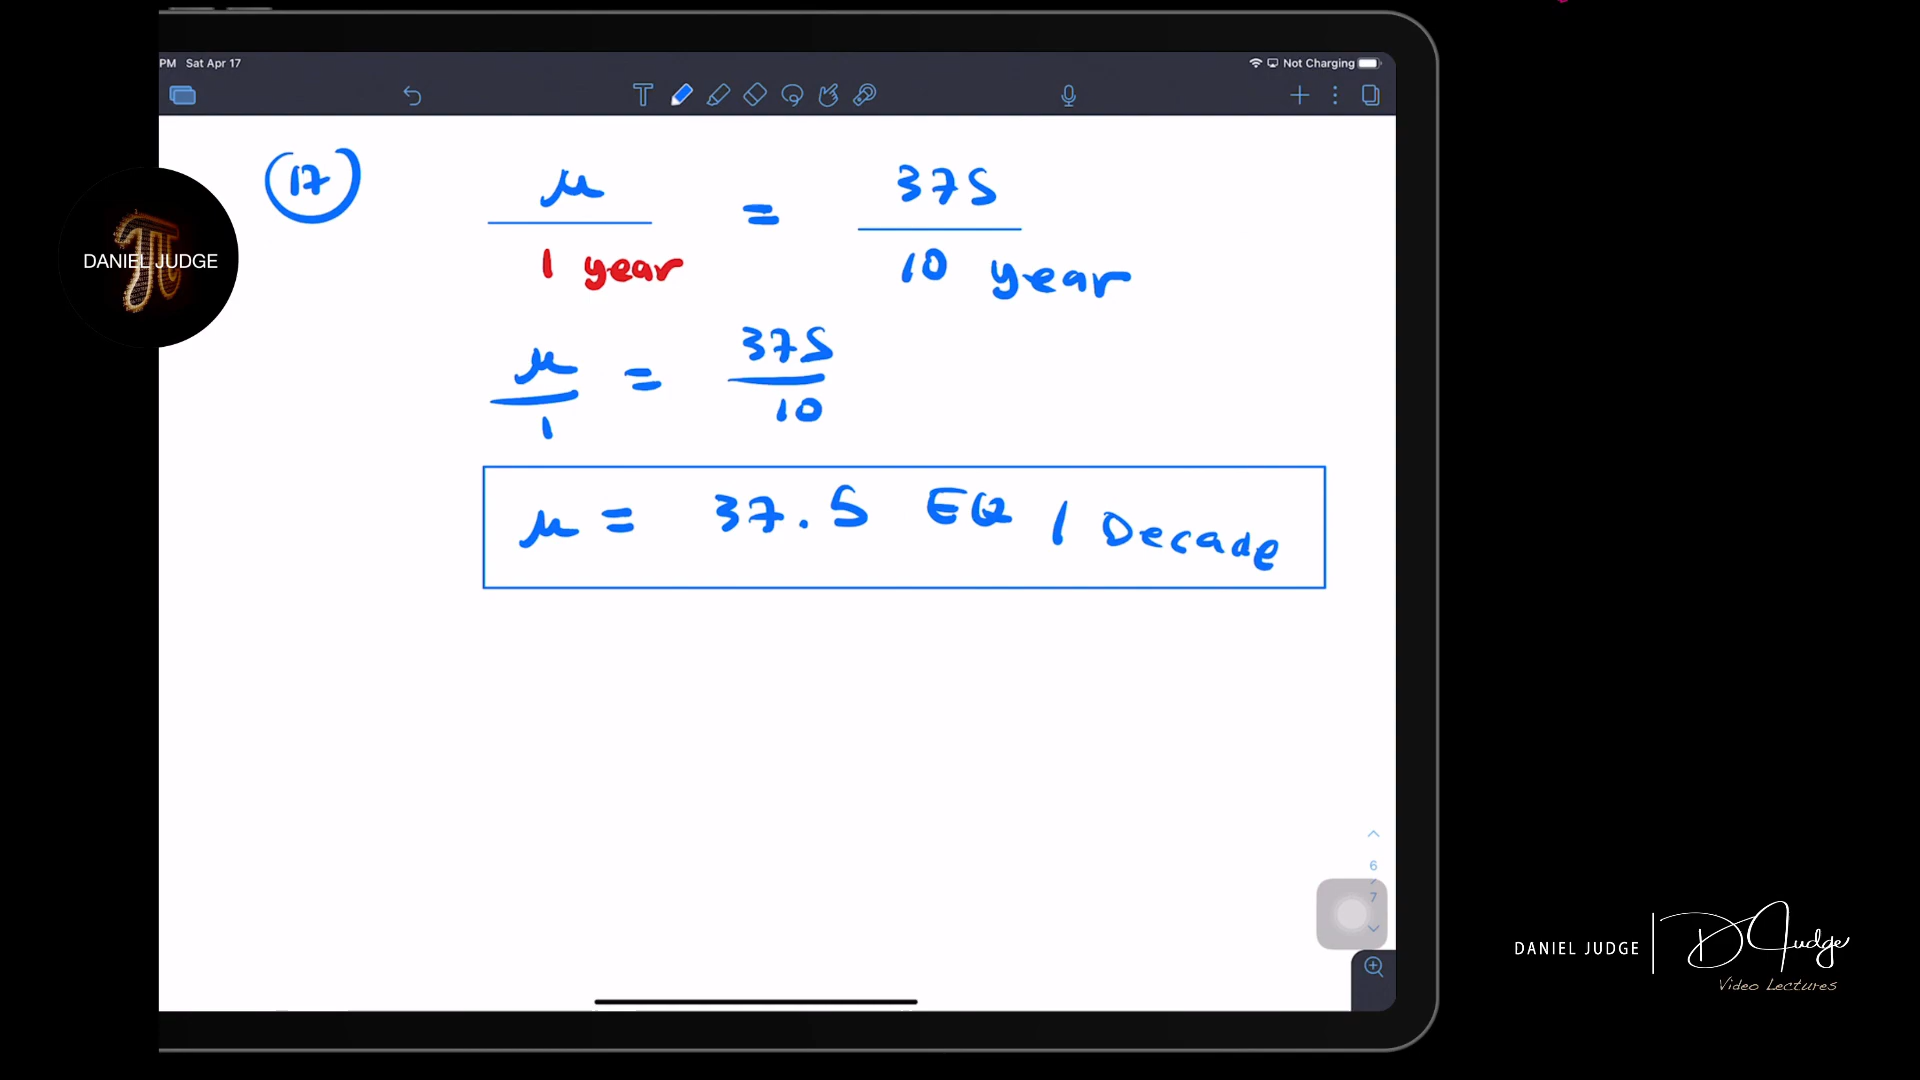 PM Sat Apr 17
Not Charging
17
μ = 375
1 year 10 year
μ = 375
1 10
μ = 37.5 EQ / Decade
DANIEL JUDGE
6
7
DANIEL JUDGE
DJudge
Video Lectures